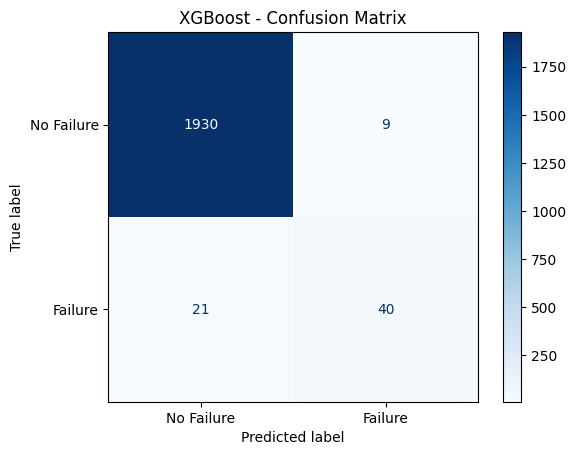 XGBoost - Confusion Matrix
True label
No Failure
Failure
1930
9
21
40
No Failure
Failure
Predicted label
1750
1500
1250
1000
750
500
250